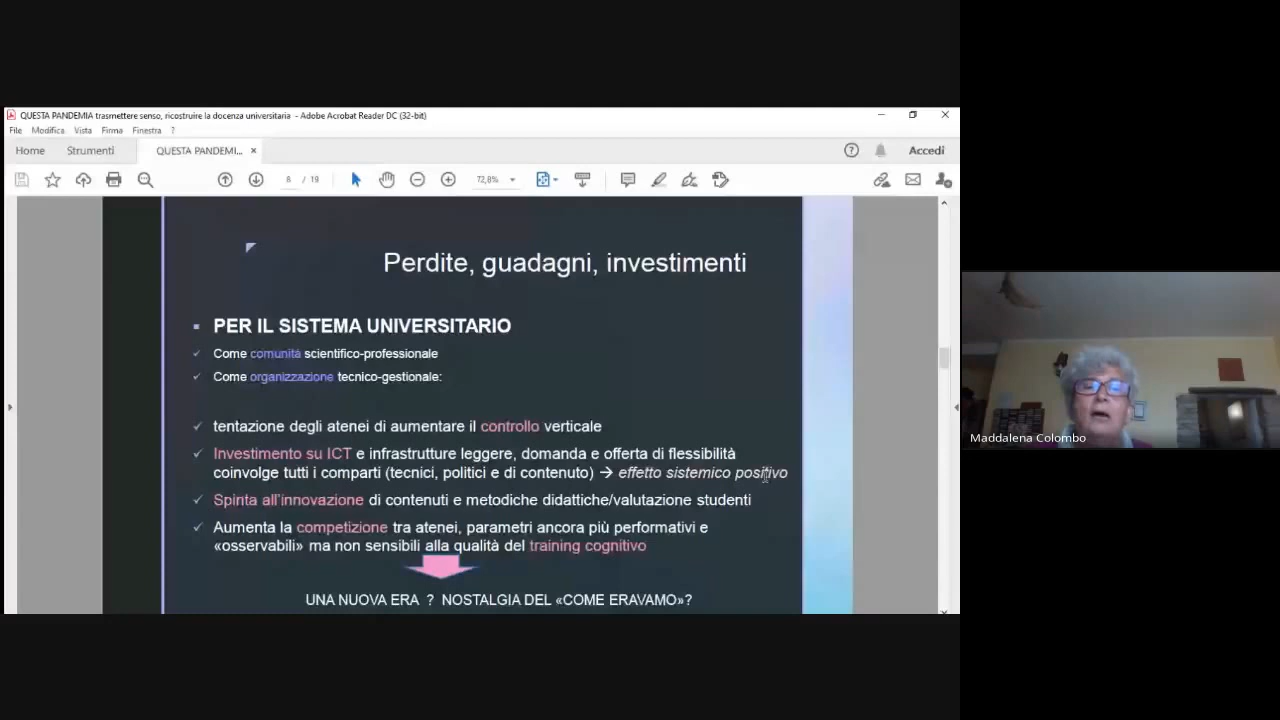 QUESTA PANDEMIA trasmettere senso, ricostruire la docenza universitaria - Adobe Acrobat Reader DC (32-bit)
File Modifica Vista Firma Finestra ?
Home Strumenti QUESTA PANDEMI... × Accedi
8 / 19 72,8%
Perdite, guadagni, investimenti
▪ PER IL SISTEMA UNIVERSITARIO
✓ Come comunità scientifico-professionale
✓ Come organizzazione tecnico-gestionale:
✓ tentazione degli atenei di aumentare il controllo verticale
✓ Investimento su ICT e infrastrutture leggere, domanda e offerta di flessibilità
coinvolge tutti i comparti (tecnici, politici e di contenuto) → effetto sistemico positivo
✓ Spinta all'innovazione di contenuti e metodiche didattiche/valutazione studenti
✓ Aumenta la competizione tra atenei, parametri ancora più performativi e
«osservabili» ma non sensibili alla qualità del training cognitivo
UNA NUOVA ERA ? NOSTALGIA DEL «COME ERAVAMO»?
Maddalena Colombo